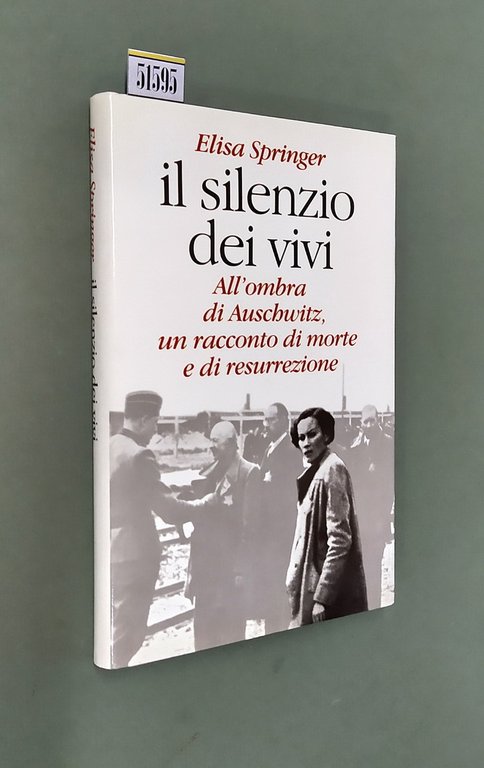 51595
Elisa Springer
il silenzio
dei vivi
All'ombra
di Auschwitz,
un racconto di morte
e di resurrezione
Elisa Springer il silenzio dei vivi